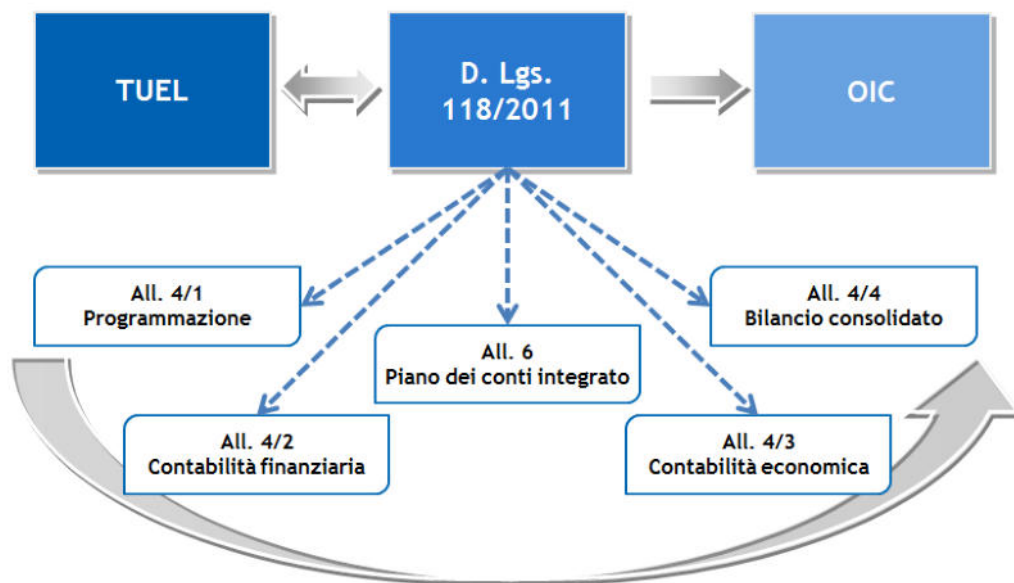 TUEL
D. Lgs.
118/2011
OIC
All. 4/1
Programmazione
All. 4/4
Bilancio consolidato
All. 6
Piano dei conti integrato
All. 4/2
Contabilità finanziaria
All. 4/3
Contabilità economica